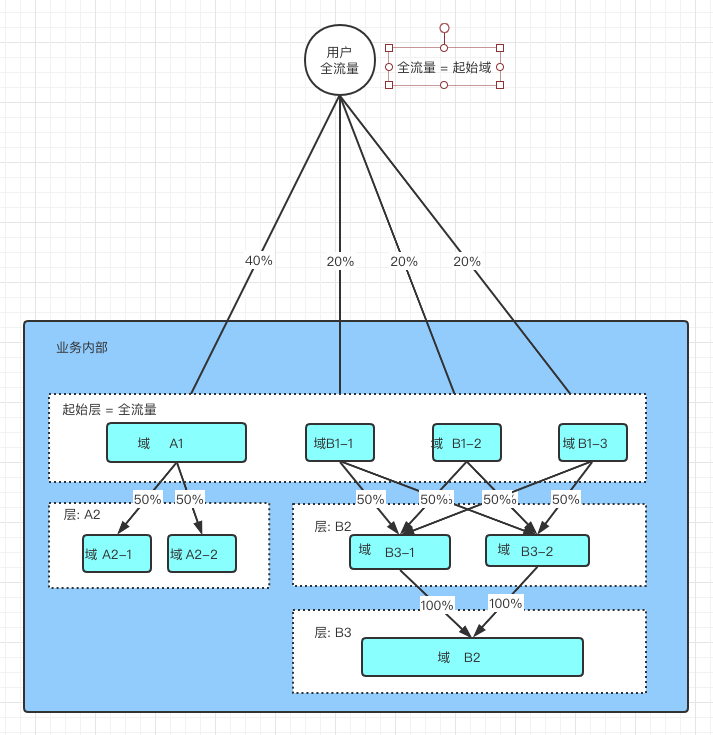 用户
全流量
全流量 = 起始域
40%
20%
20%
20%
业务内部
起始层 = 全流量
域 A1
域B1-1
域 B1-2
域 B1-3
50%
50%
50%
50%
50%
50%
层: A2
层: B2
域 A2-1
域 A2-2
域 B3-1
域 B3-2
100%
100%
层: B3
域 B2